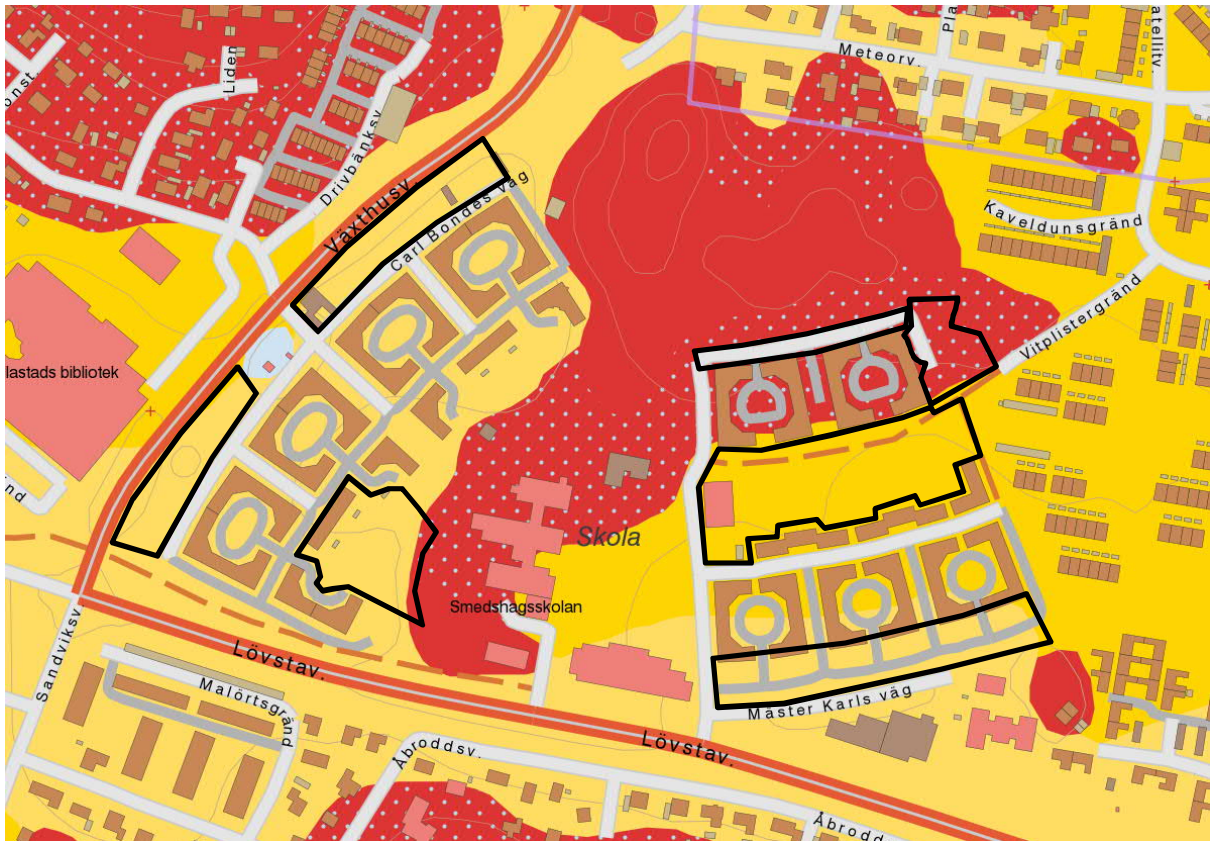 Meteorv.
Liden
Drivbänksv
Växthusv.
Carl Bondes väg
Kaveldunsgränd
Vitplistergränd
lastads bibliotek
Skola
Smedshagsskolan
Sandviksv
Lövstav.
Malörtsgränd
Mäster Karls väg
Lövstav.
Åbroddsv.